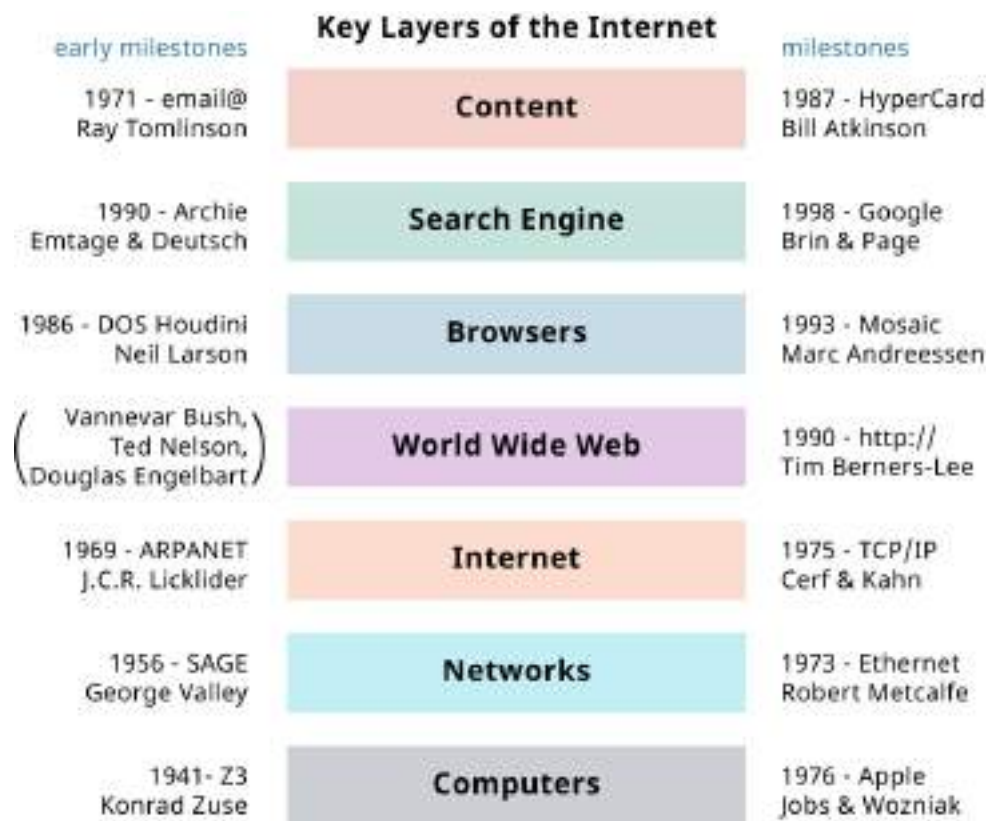 Key Layers of the Internet
early milestones
milestones
1971 - email@
Ray Tomlinson
Content
1987 - HyperCard
Bill Atkinson
1990 - Archie
Emtage & Deutsch
Search Engine
1998 - Google
Brin & Page
1986 - DOS Houdini
Neil Larson
Browsers
1993 - Mosaic
Marc Andreessen
(Vannevar Bush,
Ted Nelson,
Douglas Engelbart)
World Wide Web
1990 - http://
Tim Berners-Lee
1969 - ARPANET
J.C.R. Licklider
Internet
1975 - TCP/IP
Cerf & Kahn
1956 - SAGE
George Valley
Networks
1973 - Ethernet
Robert Metcalfe
1941- Z3
Konrad Zuse
Computers
1976 - Apple
Jobs & Wozniak